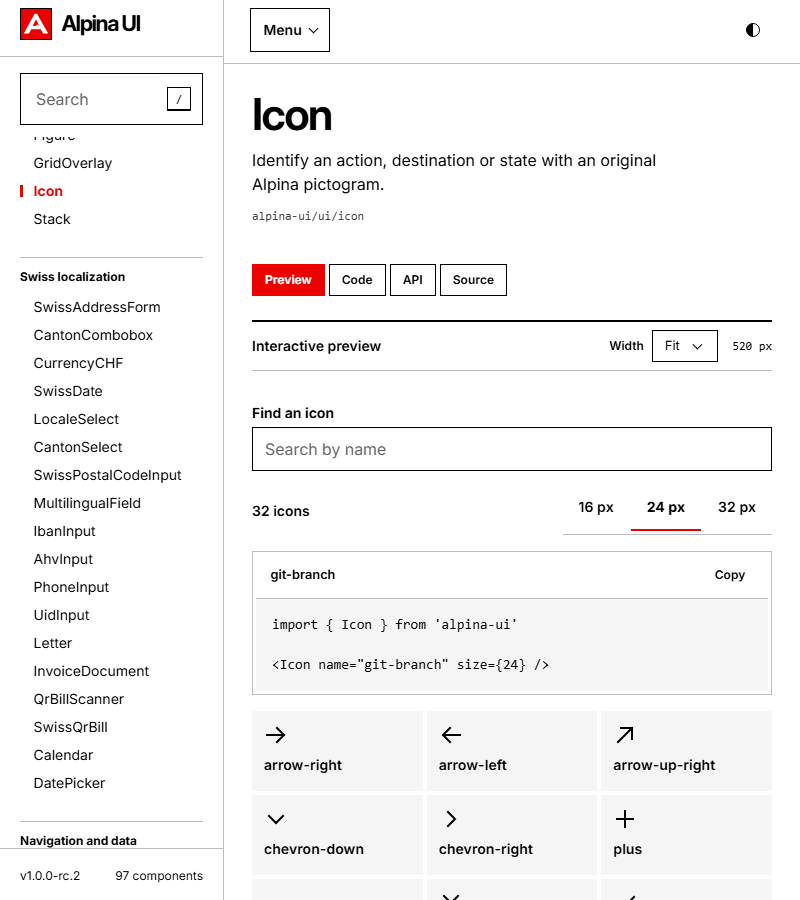 Alpina UI
Search
/
Figure
GridOverlay
Icon
Stack
Swiss localization
SwissAddressForm
CantonCombobox
CurrencyCHF
SwissDate
LocaleSelect
CantonSelect
SwissPostalCodeInput
MultilingualField
IbanInput
AhvInput
PhoneInput
UidInput
Letter
InvoiceDocument
QrBillScanner
SwissQrBill
Calendar
DatePicker
Navigation and data
v1.0.0-rc.2 97 components
Menu
Icon
Identify an action, destination or state with an original
Alpina pictogram.
alpina-ui/ui/icon
Preview Code API Source
Interactive preview Width Fit 520 px
Find an icon
Search by name
32 icons 16 px 24 px 32 px
git-branch Copy
import { Icon } from 'alpina-ui'
<Icon name="git-branch" size={24} />
arrow-right arrow-left arrow-up-right
chevron-down chevron-right plus